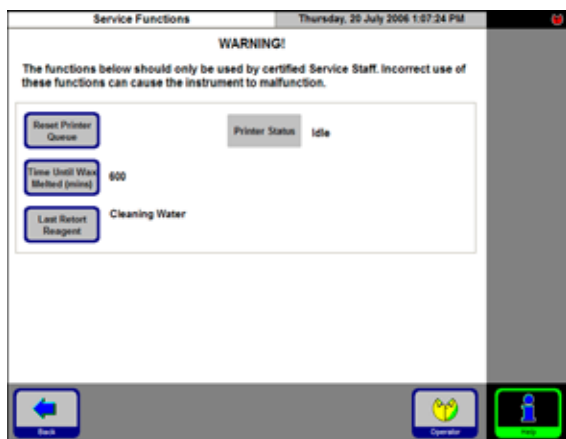 Service Functions
Thursday, 20 July 2006 1:07:24 PM
WARNING!
The functions below should only be used by certified Service Staff. Incorrect use of
these functions can cause the instrument to malfunction.
Reset Printer
Queue
Printer Status
Idle
Time Until Wax
Melted (mins)
600
Last Retort
Reagent
Cleaning Water
Back
Operator
Help